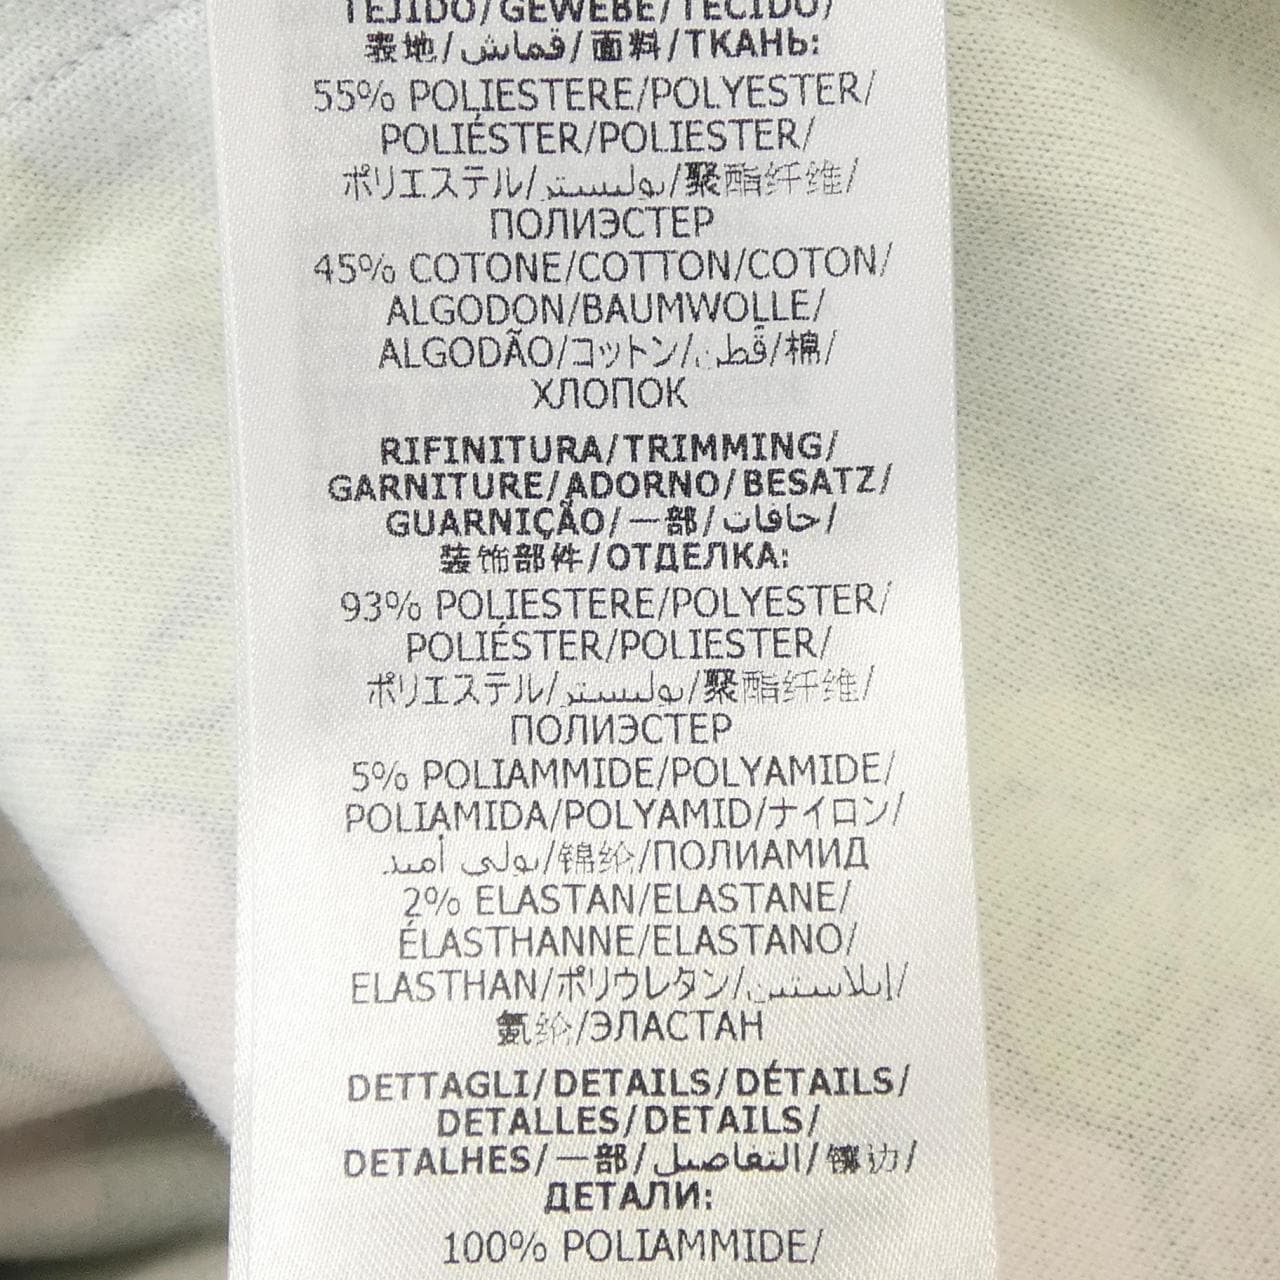 TEJIDO/GEWEBE/TECIDO/
表地/قماش/面料/ТКАНЬ:
55% POLIESTERE/POLYESTER/
POLIÉSTER/POLIESTER/
ポリエステル/بوليستر/聚酯纤维/
ПОЛИЭСТЕР
45% COTONE/COTTON/COTON/
ALGODON/BAUMWOLLE/
ALGODÃO/コットン/قطن/棉/
ХЛОПОК
RIFINITURA/TRIMMING/
GARNITURE/ADORNO/BESATZ/
GUARNIÇÃO/一部/حافات/
装饰部件/ОТДЕЛКА:
93% POLIESTERE/POLYESTER/
POLIÉSTER/POLIESTER/
ポリエステル/بوليستر/聚酯纤维/
ПОЛИЭСТЕР
5% POLIAMMIDE/POLYAMIDE/
POLIAMIDA/POLYAMID/ナイロン/
بولي أميد/锦纶/ПОЛИАМИД
2% ELASTAN/ELASTANE/
ÉLASTHANNE/ELASTANO/
ELASTHAN/ポリウレタン/إيلاستين/
氨纶/ЭЛАСТАН
DETTAGLI/DETAILS/DÉTAILS/
DETALLES/DETAILS/
DETALHES/一部/التفاصيل/镶边/
ДЕТАЛИ:
100% POLIAMMIDE/